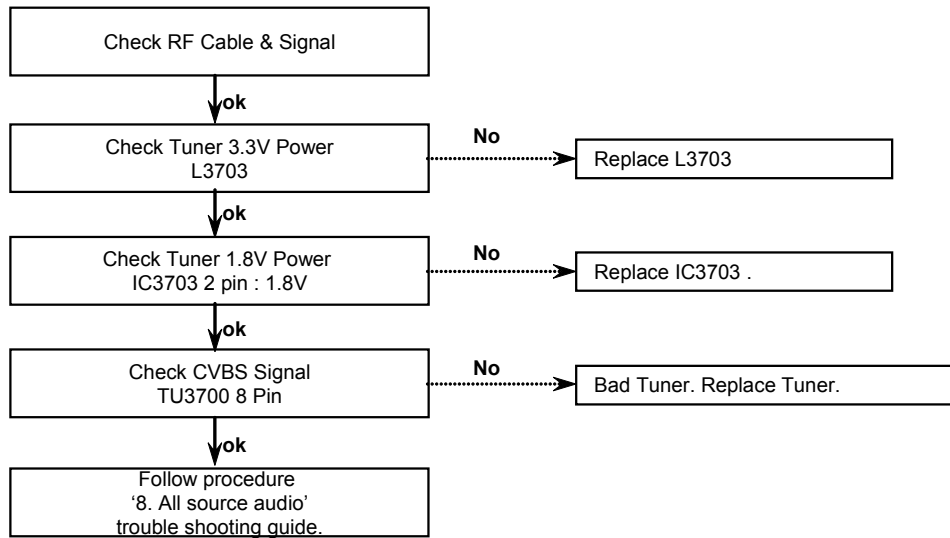 Check RF Cable & Signal
ok
Check Tuner 3.3V Power
L3703
No
Replace L3703
ok
Check Tuner 1.8V Power
IC3703 2 pin : 1.8V
No
Replace IC3703 .
ok
Check CVBS Signal
TU3700 8 Pin
No
Bad Tuner. Replace Tuner.
ok
Follow procedure
‘8. All source audio’
trouble shooting guide.